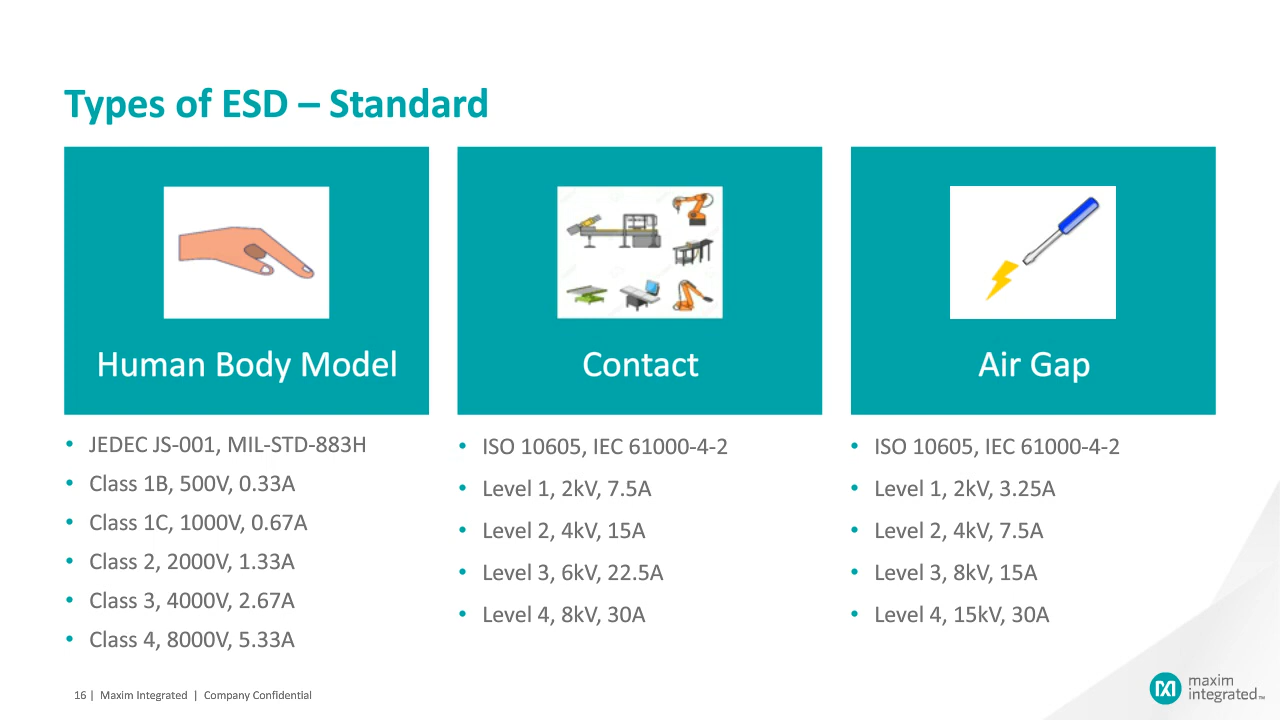 Types of ESD – Standard
Human Body Model
• JEDEC JS-001, MIL-STD-883H
• Class 1B, 500V, 0.33A
• Class 1C, 1000V, 0.67A
• Class 2, 2000V, 1.33A
• Class 3, 4000V, 2.67A
• Class 4, 8000V, 5.33A
Contact
• ISO 10605, IEC 61000-4-2
• Level 1, 2kV, 7.5A
• Level 2, 4kV, 15A
• Level 3, 6kV, 22.5A
• Level 4, 8kV, 30A
Air Gap
• ISO 10605, IEC 61000-4-2
• Level 1, 2kV, 3.25A
• Level 2, 4kV, 7.5A
• Level 3, 8kV, 15A
• Level 4, 15kV, 30A
16 | Maxim Integrated | Company Confidential
maxim
integrated™